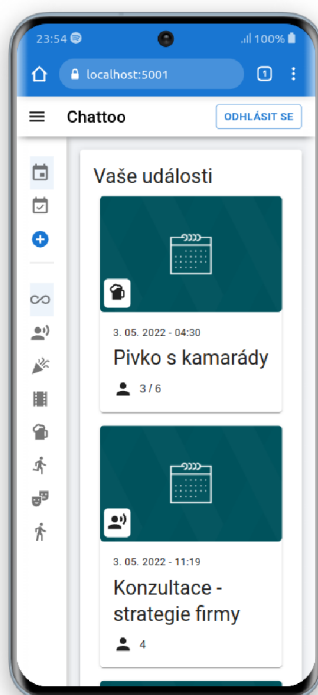 23:54
100%
localhost:5001
1
Chattoo
ODHLÁSIT SE
Vaše události
3. 05. 2022 - 04:30
Pivko s kamarády
3 / 6
3. 05. 2022 - 11:19
Konzultace -
strategie firmy
4